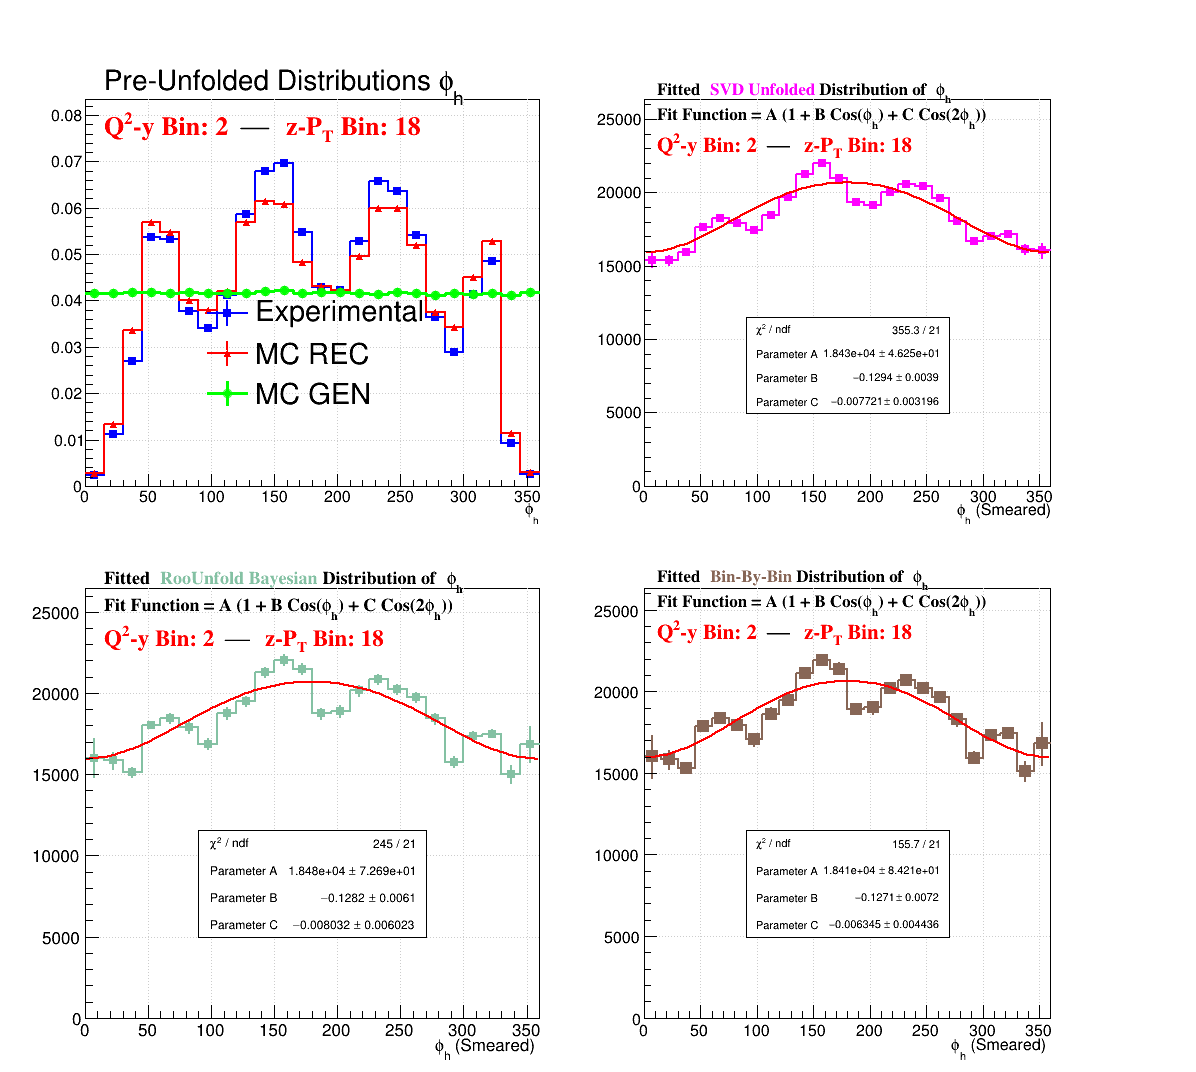 Pre-Unfolded Distributions ϕh
Q2-y Bin: 2 — z-PT Bin: 18
0.08
0.07
0.06
0.05
0.04
0.03
0.02
0.01
0
Experimental
MC REC
MC GEN
0 50 100 150 200 250 300 350
ϕh
Fitted SVD Unfolded Distribution of ϕh
Fit Function = A (1 + B Cos(ϕh) + C Cos(2ϕh))
Q2-y Bin: 2 — z-PT Bin: 18
25000
20000
15000
10000
5000
0
χ2 / ndf 355.3 / 21
Parameter A 1.843e+04 ± 4.625e+01
Parameter B −0.1294 ± 0.0039
Parameter C −0.007721 ± 0.003196
0 50 100 150 200 250 300 350
ϕh (Smeared)
Fitted RooUnfold Bayesian Distribution of ϕh
Fit Function = A (1 + B Cos(ϕh) + C Cos(2ϕh))
Q2-y Bin: 2 — z-PT Bin: 18
25000
20000
15000
10000
5000
0
χ2 / ndf 245 / 21
Parameter A 1.848e+04 ± 7.269e+01
Parameter B −0.1282 ± 0.0061
Parameter C −0.008032 ± 0.006023
0 50 100 150 200 250 300 350
ϕh (Smeared)
Fitted Bin-By-Bin Distribution of ϕh
Fit Function = A (1 + B Cos(ϕh) + C Cos(2ϕh))
Q2-y Bin: 2 — z-PT Bin: 18
25000
20000
15000
10000
5000
0
χ2 / ndf 155.7 / 21
Parameter A 1.841e+04 ± 8.421e+01
Parameter B −0.1271 ± 0.0072
Parameter C −0.006345 ± 0.004436
0 50 100 150 200 250 300 350
ϕh (Smeared)